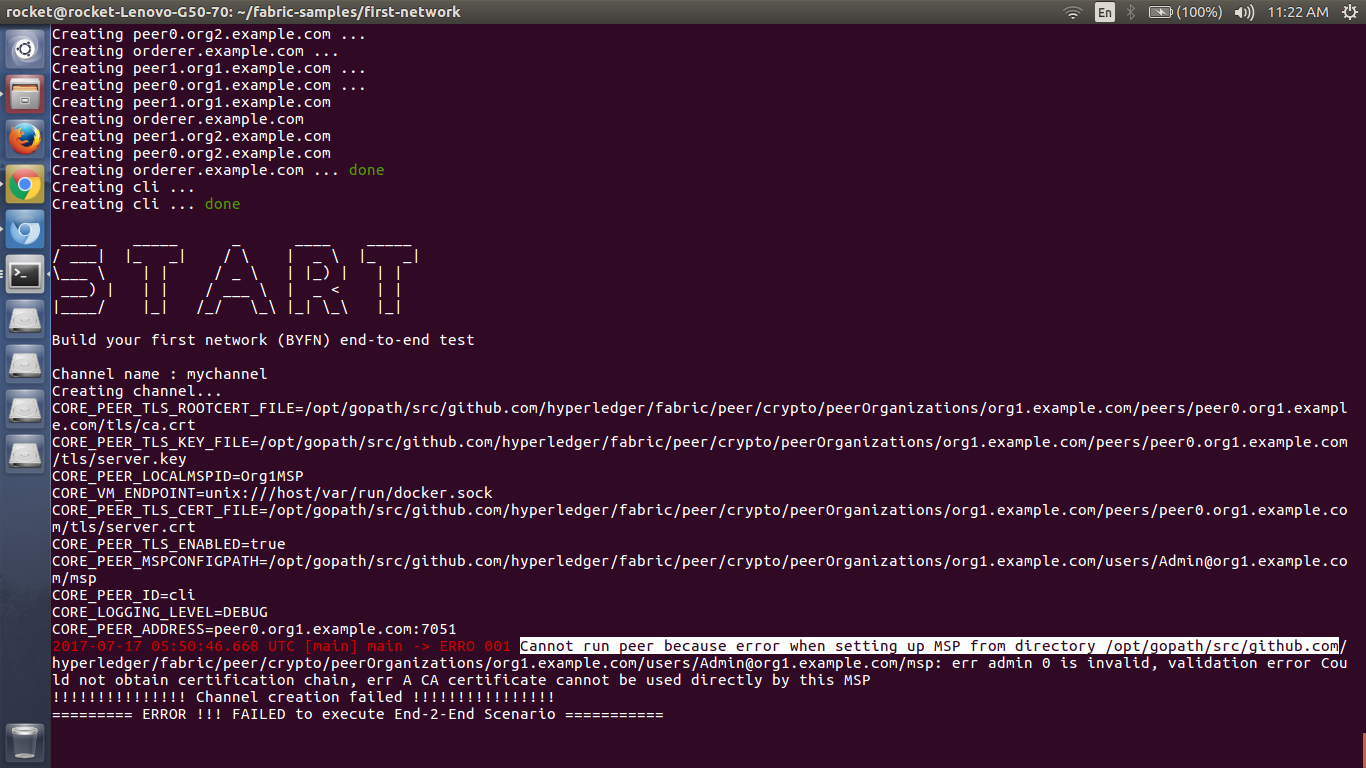 rocket@rocket-Lenovo-G50-70: ~/fabric-samples/first-network
En
(100%)
11:22 AM
Creating peer0.org2.example.com ...
Creating orderer.example.com ...
Creating peer1.org1.example.com ...
Creating peer0.org1.example.com ...
Creating peer1.org1.example.com
Creating orderer.example.com
Creating peer1.org2.example.com
Creating peer0.org2.example.com
Creating orderer.example.com ... done
Creating cli ...
Creating cli ... done
START
Build your first network (BYFN) end-to-end test
Channel name : mychannel
Creating channel...
CORE_PEER_TLS_ROOTCERT_FILE=/opt/gopath/src/github.com/hyperledger/fabric/peer/crypto/peerOrganizations/org1.example.com/peers/peer0.org1.exampl
e.com/tls/ca.crt
CORE_PEER_TLS_KEY_FILE=/opt/gopath/src/github.com/hyperledger/fabric/peer/crypto/peerOrganizations/org1.example.com/peers/peer0.org1.example.com
/tls/server.key
CORE_PEER_LOCALMSPID=Org1MSP
CORE_VM_ENDPOINT=unix:///host/var/run/docker.sock
CORE_PEER_TLS_CERT_FILE=/opt/gopath/src/github.com/hyperledger/fabric/peer/crypto/peerOrganizations/org1.example.com/peers/peer0.org1.example.co
m/tls/server.crt
CORE_PEER_TLS_ENABLED=true
CORE_PEER_MSPCONFIGPATH=/opt/gopath/src/github.com/hyperledger/fabric/peer/crypto/peerOrganizations/org1.example.com/users/Admin@org1.example.co
m/msp
CORE_PEER_ID=cli
CORE_LOGGING_LEVEL=DEBUG
CORE_PEER_ADDRESS=peer0.org1.example.com:7051
2017-07-17 05:50:46.668 UTC [main] main -> ERRO 001 Cannot run peer because error when setting up MSP from directory /opt/gopath/src/github.com/
hyperledger/fabric/peer/crypto/peerOrganizations/org1.example.com/users/Admin@org1.example.com/msp: err admin 0 is invalid, validation error Cou
ld not obtain certification chain, err A CA certificate cannot be used directly by this MSP
!!!!!!!!!!!!!!! Channel creation failed !!!!!!!!!!!!!!!!
========= ERROR !!! FAILED to execute End-2-End Scenario ===========